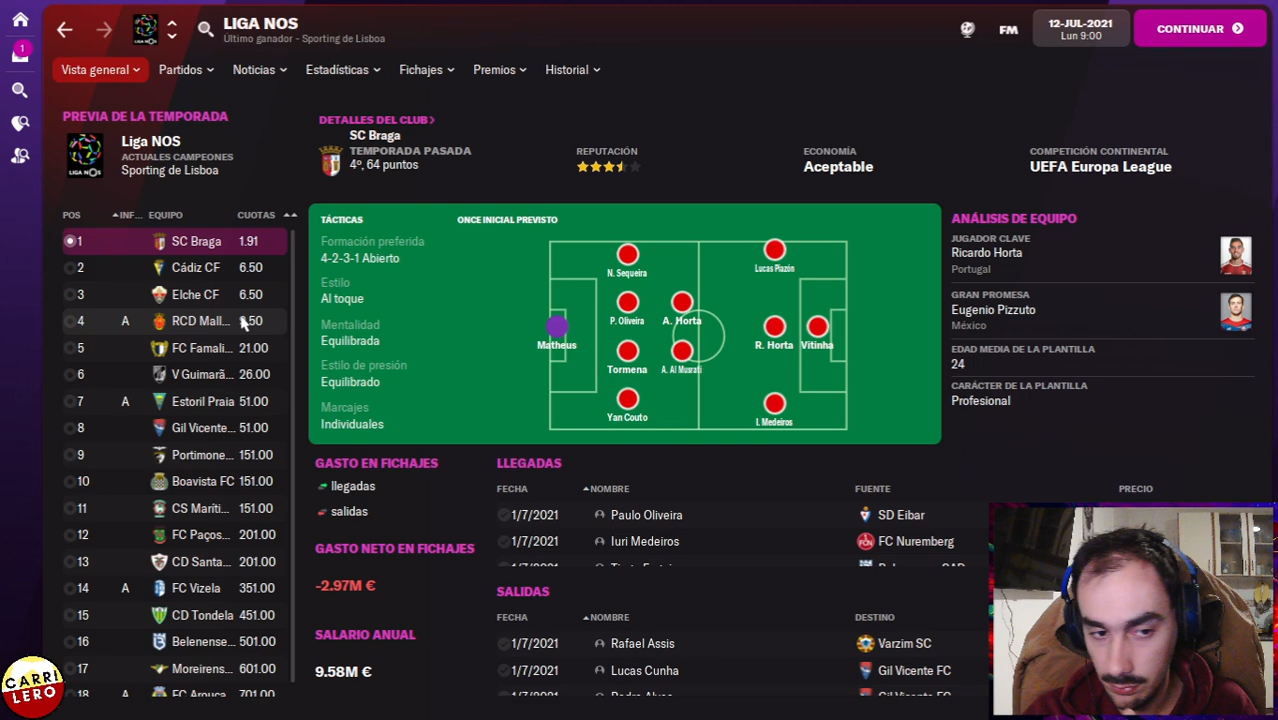 LIGA NOS
Último ganador - Sporting de Lisboa
FM
12-JUL-2021
Lun 9:00
CONTINUAR
1
Vista general
Partidos
Noticias
Estadísticas
Fichajes
Premios
Historial
PREVIA DE LA TEMPORADA
Liga NOS
ACTUALES CAMPEONES
Sporting de Lisboa
LIGA NOS
DETALLES DEL CLUB
SC Braga
TEMPORADA PASADA
4º, 64 puntos
REPUTACIÓN
ECONOMÍA
Aceptable
COMPETICIÓN CONTINENTAL
UEFA Europa League
POS INF... EQUIPO CUOTAS
1 SC Braga 1.91
2 Cádiz CF 6.50
3 Elche CF 6.50
4 A RCD Mall... .50
5 FC Famali... 21.00
6 V Guimarã... 26.00
7 A Estoril Praia 51.00
8 Gil Vicente... 51.00
9 Portimone... 151.00
10 Boavista FC 151.00
11 CS Maríti... 151.00
12 FC Paços... 201.00
13 CD Santa... 201.00
14 A FC Vizela 351.00
15 CD Tondela 451.00
16 Belenense... 501.00
17 Moreirens... 601.00
18 A FC Arouca 701.00
TÁCTICAS
Formación preferida
4-2-3-1 Abierto
Estilo
Al toque
Mentalidad
Equilibrada
Estilo de presión
Equilibrado
Marcajes
Individuales
ONCE INICIAL PREVISTO
N. Sequeira
Lucas Piazón
P. Oliveira
A. Horta
Matheus
R. Horta
Vitinha
Tormena
A. Al Musrati
Yan Couto
I. Medeiros
ANÁLISIS DE EQUIPO
JUGADOR CLAVE
Ricardo Horta
Portugal
GRAN PROMESA
Eugenio Pizzuto
México
EDAD MEDIA DE LA PLANTILLA
24
CARÁCTER DE LA PLANTILLA
Profesional
GASTO EN FICHAJES
llegadas
salidas
GASTO NETO EN FICHAJES
-2.97M €
SALARIO ANUAL
9.58M €
LLEGADAS
FECHA NOMBRE FUENTE PRECIO
1/7/2021 Paulo Oliveira SD Eibar
1/7/2021 Iuri Medeiros FC Nuremberg
SALIDAS
FECHA NOMBRE DESTINO
1/7/2021 Rafael Assis Varzim SC
1/7/2021 Lucas Cunha Gil Vicente FC
CARRI
LERO